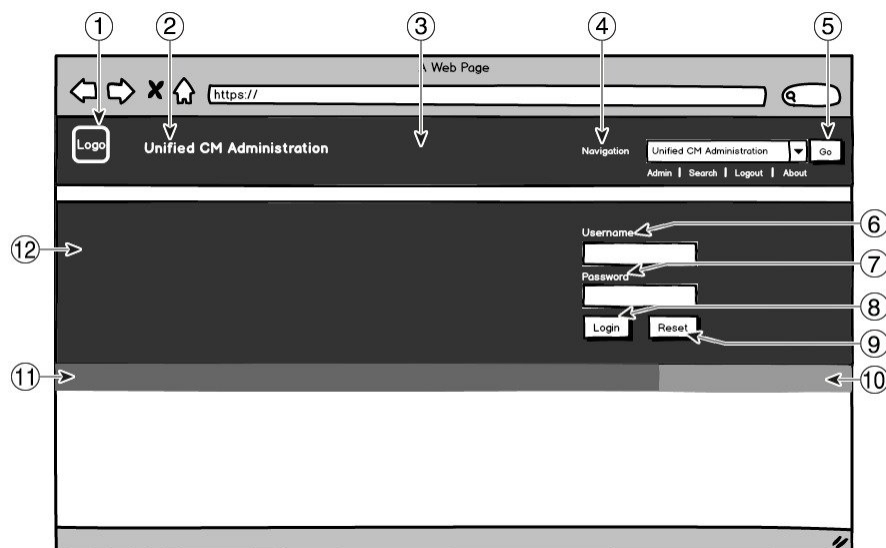 1 2 3 4 5
A Web Page
https://
Logo
Unified CM Administration
Navigation
Unified CM Administration
Go
Admin | Search | Logout | About
6
Username
12
7
Password
8
Login Reset
9
11
10